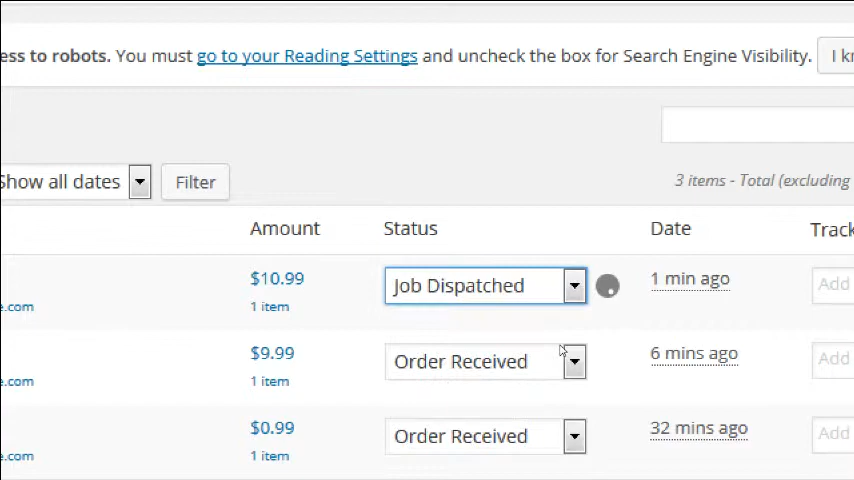 ess to robots. You must go to your Reading Settings and uncheck the box for Search Engine Visibility. I kn
Show all dates Filter 3 items - Total (excluding
Amount Status Date Track
$10.99 Job Dispatched 1 min ago Add
e.com 1 item
$9.99 Order Received 6 mins ago Add
e.com 1 item
$0.99 Order Received 32 mins ago Add
e.com 1 item